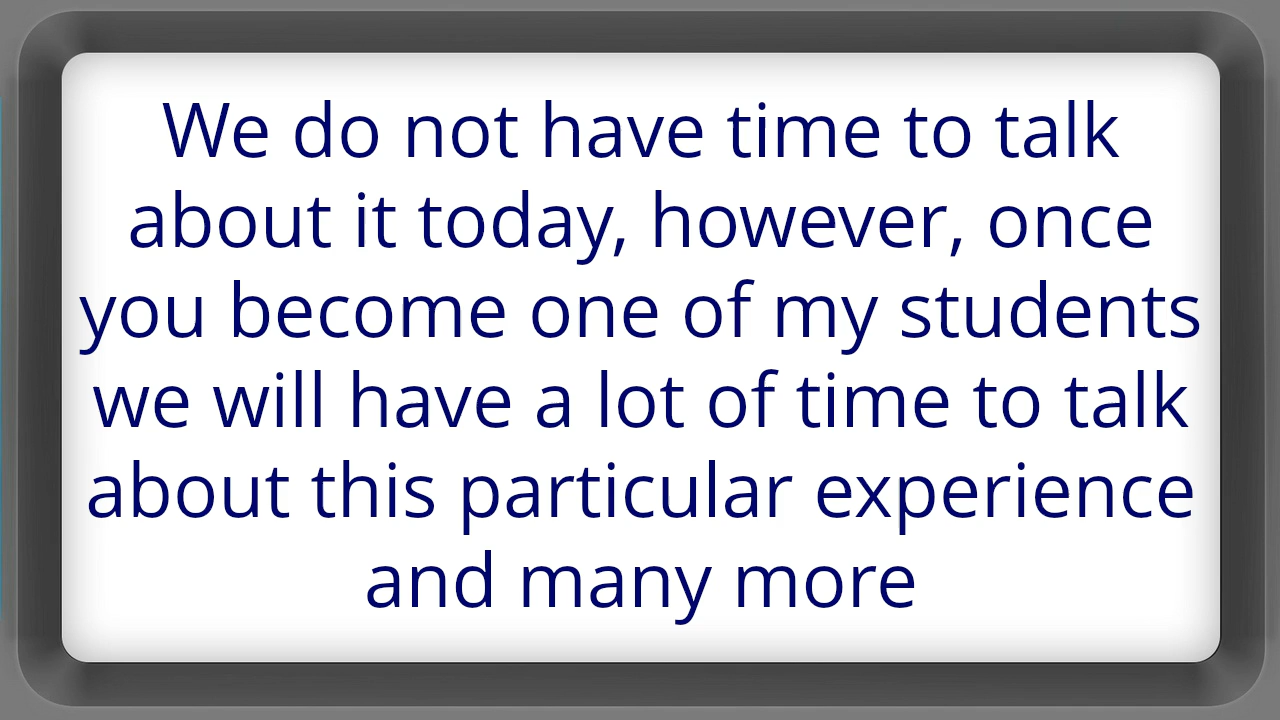 We do not have time to talk
about it today, however, once
you become one of my students
we will have a lot of time to talk
about this particular experience
and many more